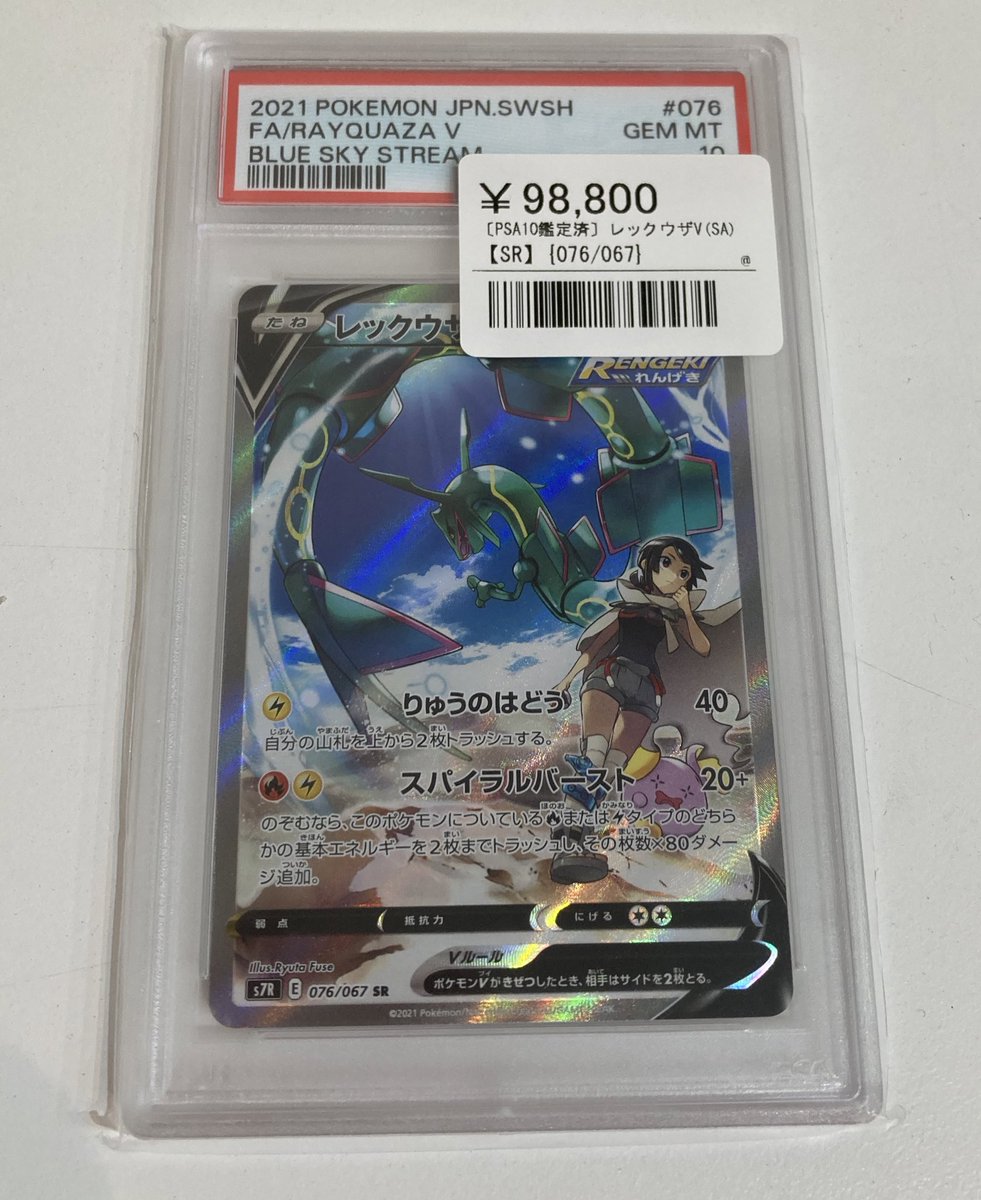 2021 POKEMON JPN.SWSH #076
FA/RAYQUAZA V GEM MT
BLUE SKY STREAM 10
¥98,800
〔PSA10鑑定済〕レックウザV(SA)
【SR】{076/067}
@
たね レックウ
RENGEKI
れんげき
りゅうのはどう 40
自分の山札を上から2枚トラッシュする。
スパイラルバースト 20+
のぞむなら、このポケモンについているまたはタイプのどちら
かの基本エネルギーを2枚までトラッシュし、その枚数×80ダメー
ジ追加。
弱点 抵抗力 にげる
Illus.Ryuta Fuse
Vルール
ポケモンVがきぜつしたとき、相手はサイドを2枚とる。
s7R E 076/067 SR
©2021 Pokémon